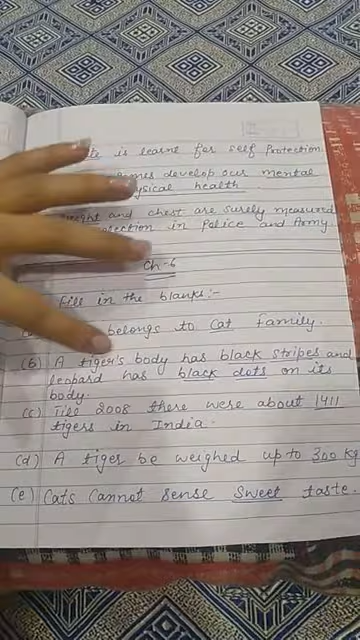 is learnt for self Protection
games develop our mental
physical health.
and chest are surely measured
in Police and Army
Ch-6
Fill in the blanks:-
belongs to Cat family.
(b) A tiger's body has black stripes and
leopard has black dots on its
body.
(c) Till 2008 there were about 1411
tigers in India.
(d) A tiger be weighed up to 300 kg
(e) Cats Cannot sense Sweet taste.